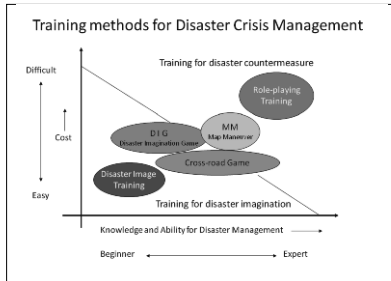 Training methods for Disaster Crisis Management
Training for disaster countermeasure
Difficult
Role-playing
Training
Cost
D I G
Disaster Imagination Game
MM
Map Maneuver
Cross-road Game
Disaster Image
Training
Easy
Training for disaster imagination
Knowledge and Ability for Disaster Management
Beginner
Expert